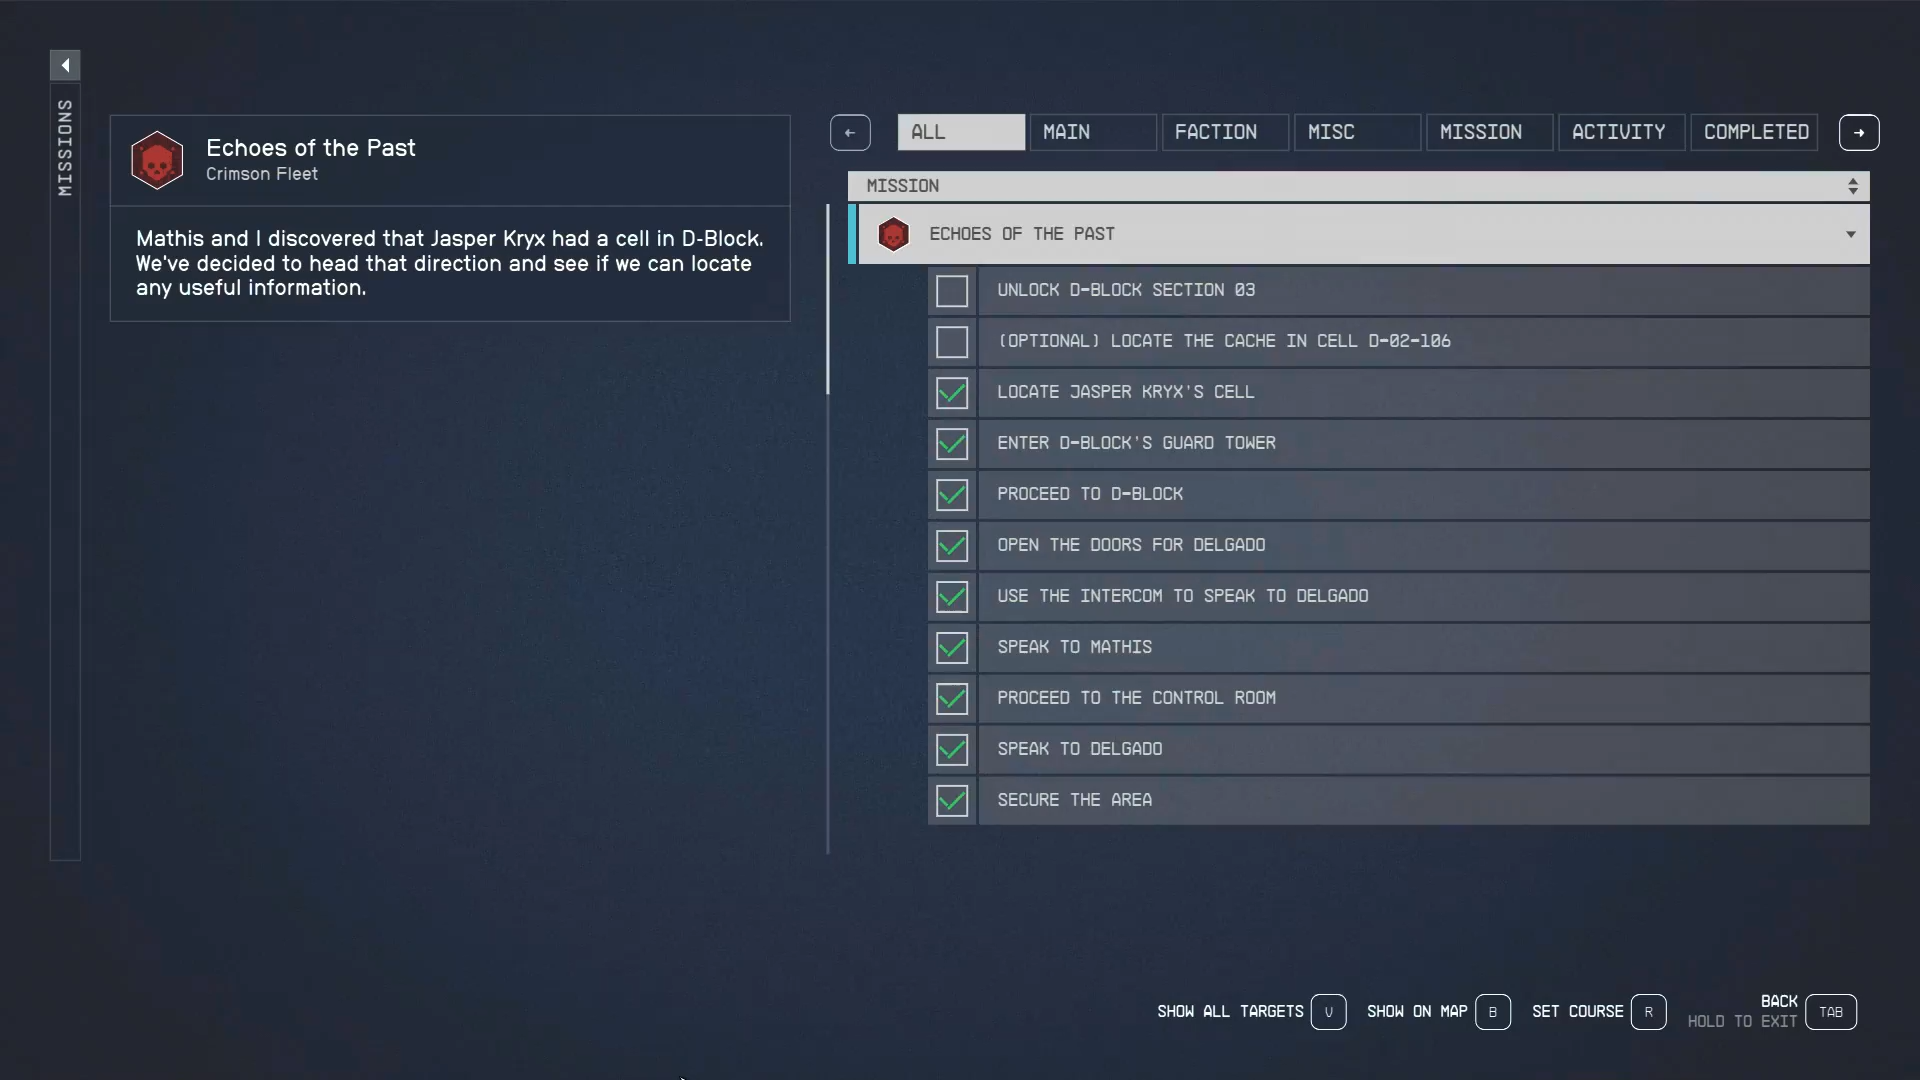 MISSIONS
Echoes of the Past
Crimson Fleet
Mathis and I discovered that Jasper Kryx had a cell in D-Block.
We've decided to head that direction and see if we can locate
any useful information.
ALL MAIN FACTION MISC MISSION ACTIVITY COMPLETED
MISSION
ECHOES OF THE PAST
UNLOCK D-BLOCK SECTION 03
(OPTIONAL) LOCATE THE CACHE IN CELL D-02-106
LOCATE JASPER KRYX'S CELL
ENTER D-BLOCK'S GUARD TOWER
PROCEED TO D-BLOCK
OPEN THE DOORS FOR DELGADO
USE THE INTERCOM TO SPEAK TO DELGADO
SPEAK TO MATHIS
PROCEED TO THE CONTROL ROOM
SPEAK TO DELGADO
SECURE THE AREA
SHOW ALL TARGETS V SHOW ON MAP B SET COURSE R BACK TAB
HOLD TO EXIT